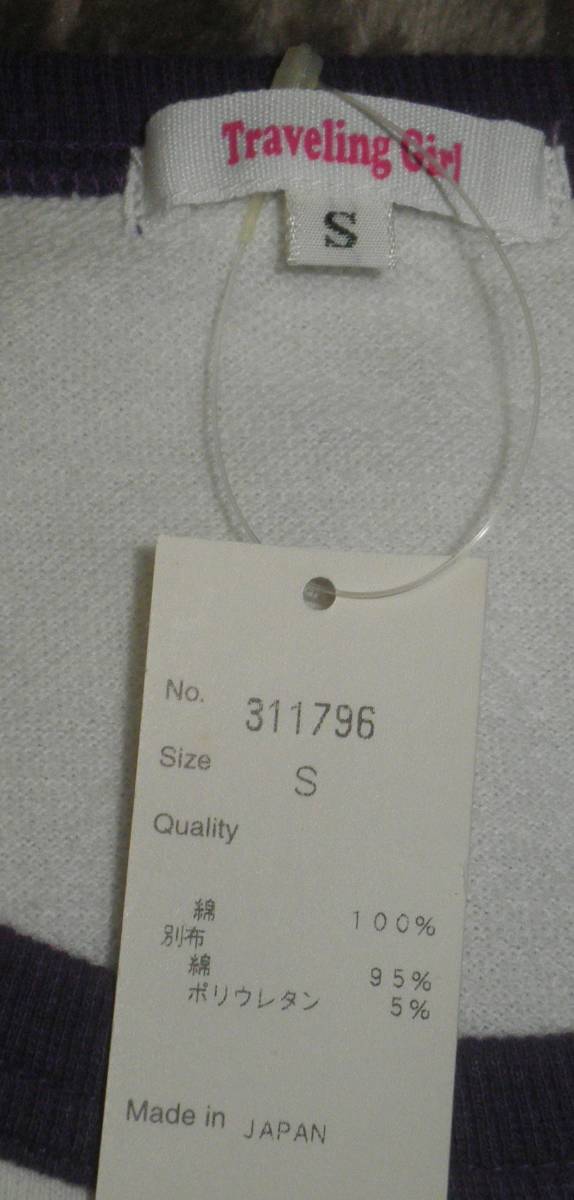 Traveling Girl
S
No. 311796
Size S
Quality
綿 100%
別布
綿 95%
ポリウレタン 5%
Made in JAPAN